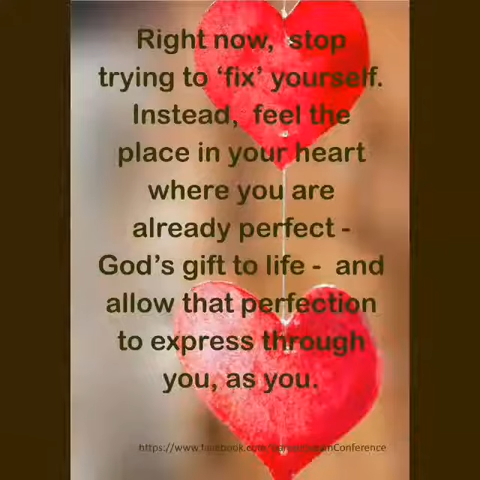 Right now, stop
trying to ‘fix’ yourself.
Instead, feel the
place in your heart
where you are
already perfect -
God’s gift to life - and
allow that perfection
to express through
you, as you.